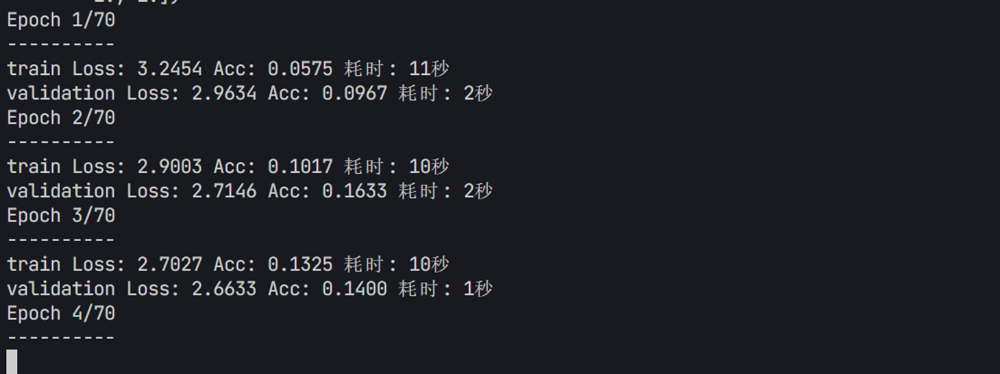 Epoch 1/70
----------
train Loss: 3.2454 Acc: 0.0575 耗时: 11秒
validation Loss: 2.9634 Acc: 0.0967 耗时: 2秒
Epoch 2/70
----------
train Loss: 2.9003 Acc: 0.1017 耗时: 10秒
validation Loss: 2.7146 Acc: 0.1633 耗时: 2秒
Epoch 3/70
----------
train Loss: 2.7027 Acc: 0.1325 耗时: 10秒
validation Loss: 2.6633 Acc: 0.1400 耗时: 1秒
Epoch 4/70
----------